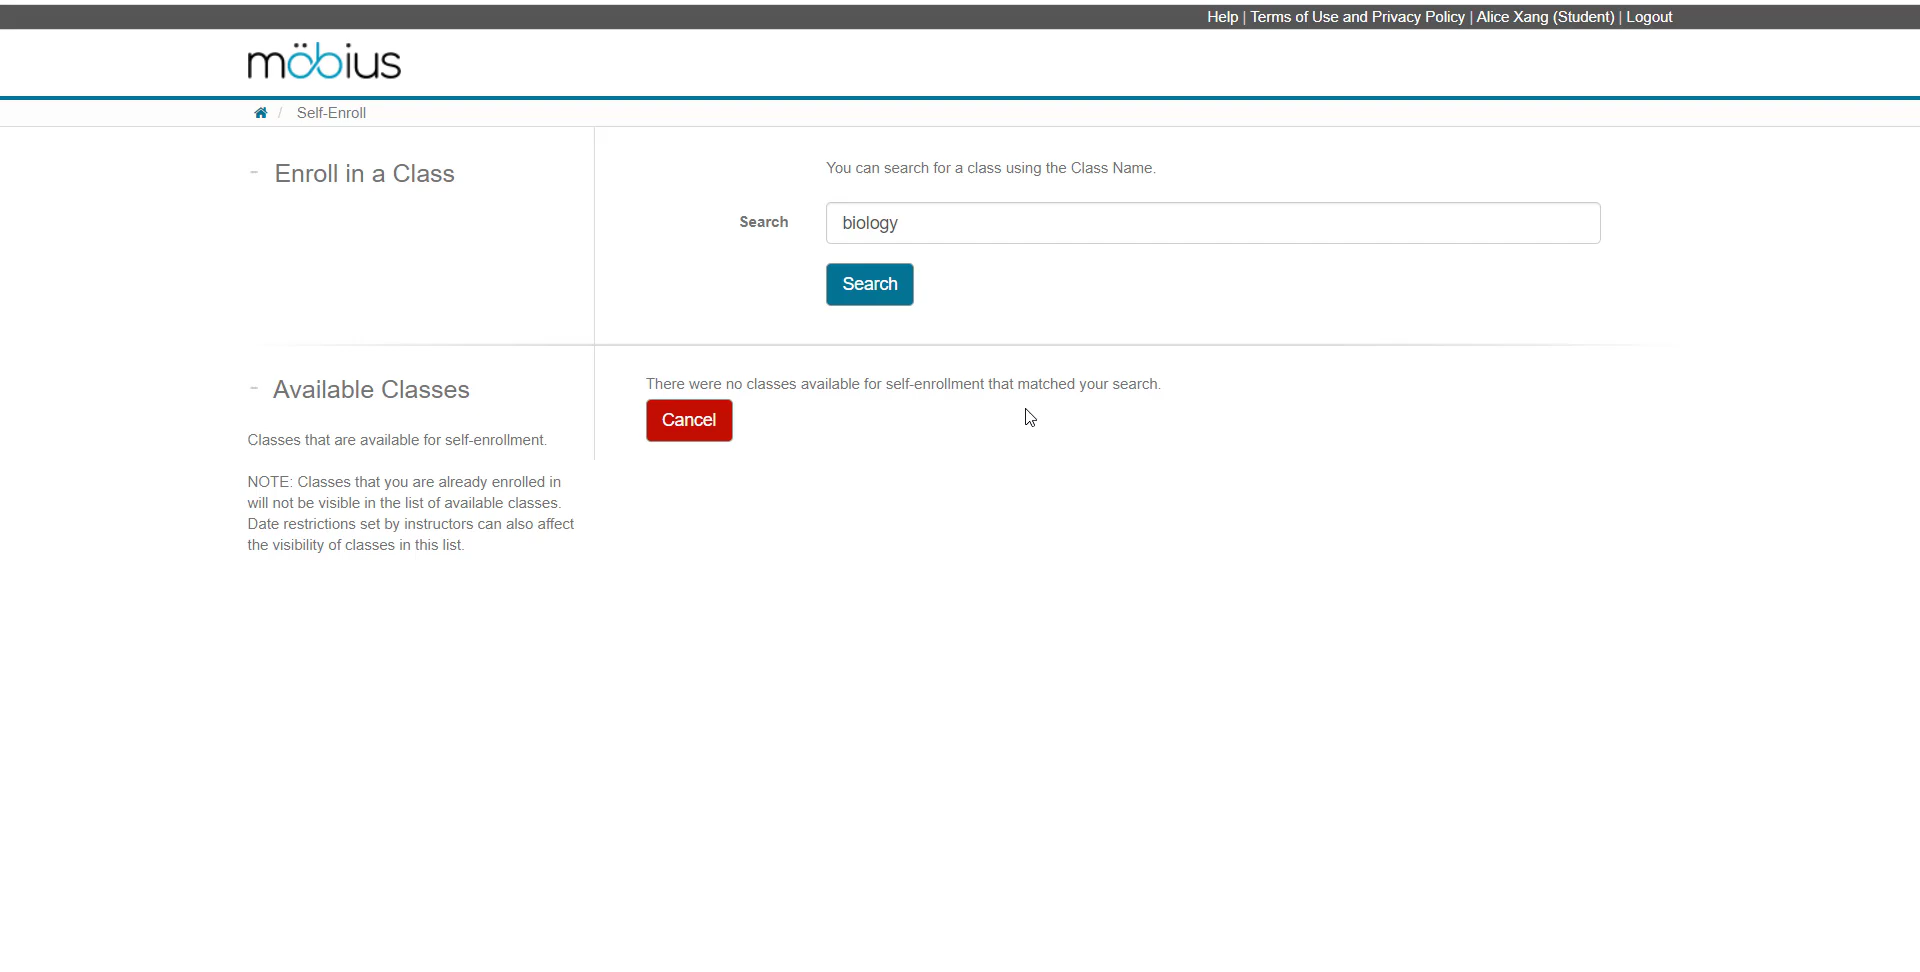 Help | Terms of Use and Privacy Policy | Alice Xang (Student) | Logout
möbius
/ Self-Enroll
- Enroll in a Class
You can search for a class using the Class Name.
Search biology
Search
- Available Classes
There were no classes available for self-enrollment that matched your search.
Cancel
Classes that are available for self-enrollment.
NOTE: Classes that you are already enrolled in
will not be visible in the list of available classes.
Date restrictions set by instructors can also affect
the visibility of classes in this list.